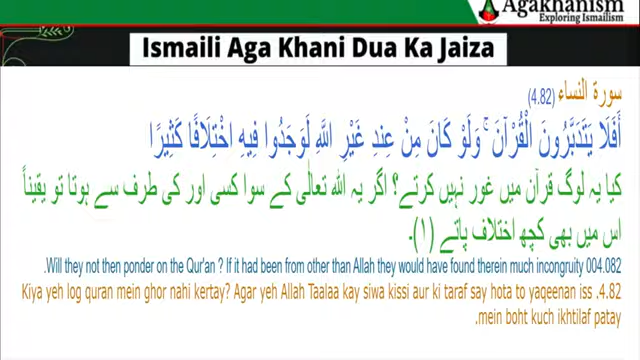 Agakhanism
Exploring Ismailism
Ismaili Aga Khani Dua Ka Jaiza
سورة النساء (4.82)
أَفَلَا يَتَدَبَّرُونَ الْقُرْآنَ ۚ وَلَوْ كَانَ مِنْ عِندِ غَيْرِ اللَّهِ لَوَجَدُوا فِيهِ اخْتِلَافًا كَثِيرًا
کیا یہ لوگ قرآن میں غور نہیں کرتے؟ اگر یہ اللہ تعالیٰ کے سوا کسی اور کی طرف سے ہوتا تو یقیناً
اس میں بھی کچھ اختلاف پاتے (۱).
.Will they not then ponder on the Qur'an ? If it had been from other than Allah they would have found therein much incongruity 004.082
Kiya yeh log quran mein ghor nahi kertay? Agar yeh Allah Taalaa kay siwa kissi aur ki taraf say hota to yaqeenan iss .4.82
.mein boht kuch ikhtilaf patay